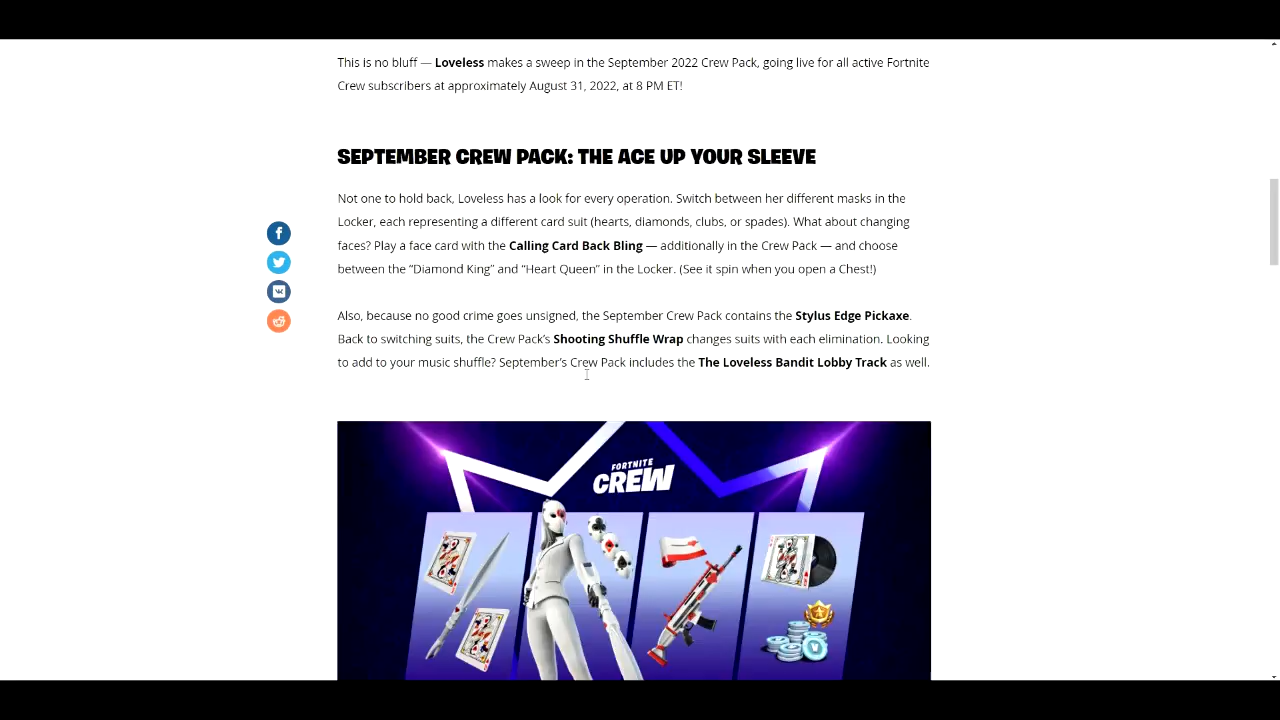 This is no bluff — Loveless makes a sweep in the September 2022 Crew Pack, going live for all active Fortnite
Crew subscribers at approximately August 31, 2022, at 8 PM ET!
SEPTEMBER CREW PACK: THE ACE UP YOUR SLEEVE
Not one to hold back, Loveless has a look for every operation. Switch between her different masks in the
Locker, each representing a different card suit (hearts, diamonds, clubs, or spades). What about changing
faces? Play a face card with the Calling Card Back Bling — additionally in the Crew Pack — and choose
between the “Diamond King” and “Heart Queen” in the Locker. (See it spin when you open a Chest!)
Also, because no good crime goes unsigned, the September Crew Pack contains the Stylus Edge Pickaxe.
Back to switching suits, the Crew Pack’s Shooting Shuffle Wrap changes suits with each elimination. Looking
to add to your music shuffle? September’s Crew Pack includes the The Loveless Bandit Lobby Track as well.
FORTNITE
CREW